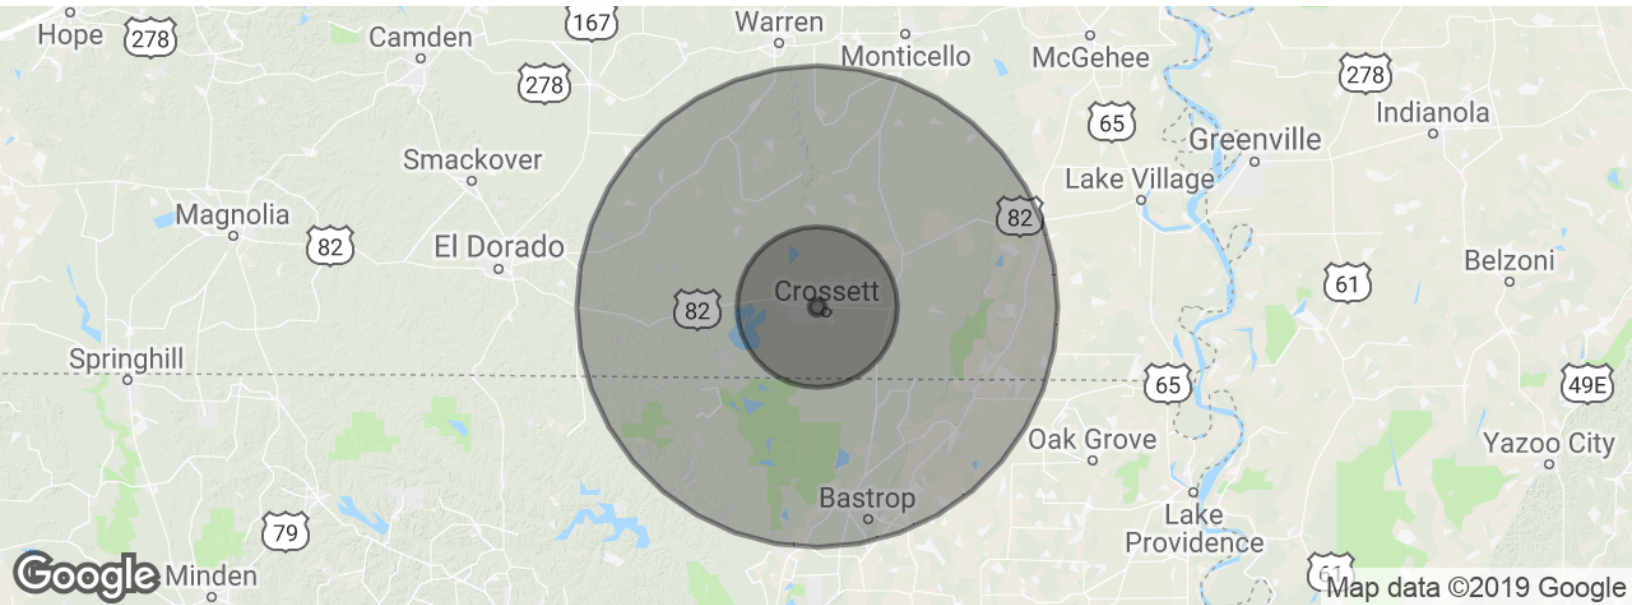 Hope
278
Camden
167
Warren
Monticello
McGehee
278
278
65
Indianola
Greenville
Smackover
Lake Village
Magnolia
82
82
El Dorado
Belzoni
61
Crossett
82
Springhill
65
49E
Oak Grove
Yazoo City
Bastrop
79
Lake
Providence
Google
Minden
61
Map data ©2019 Google